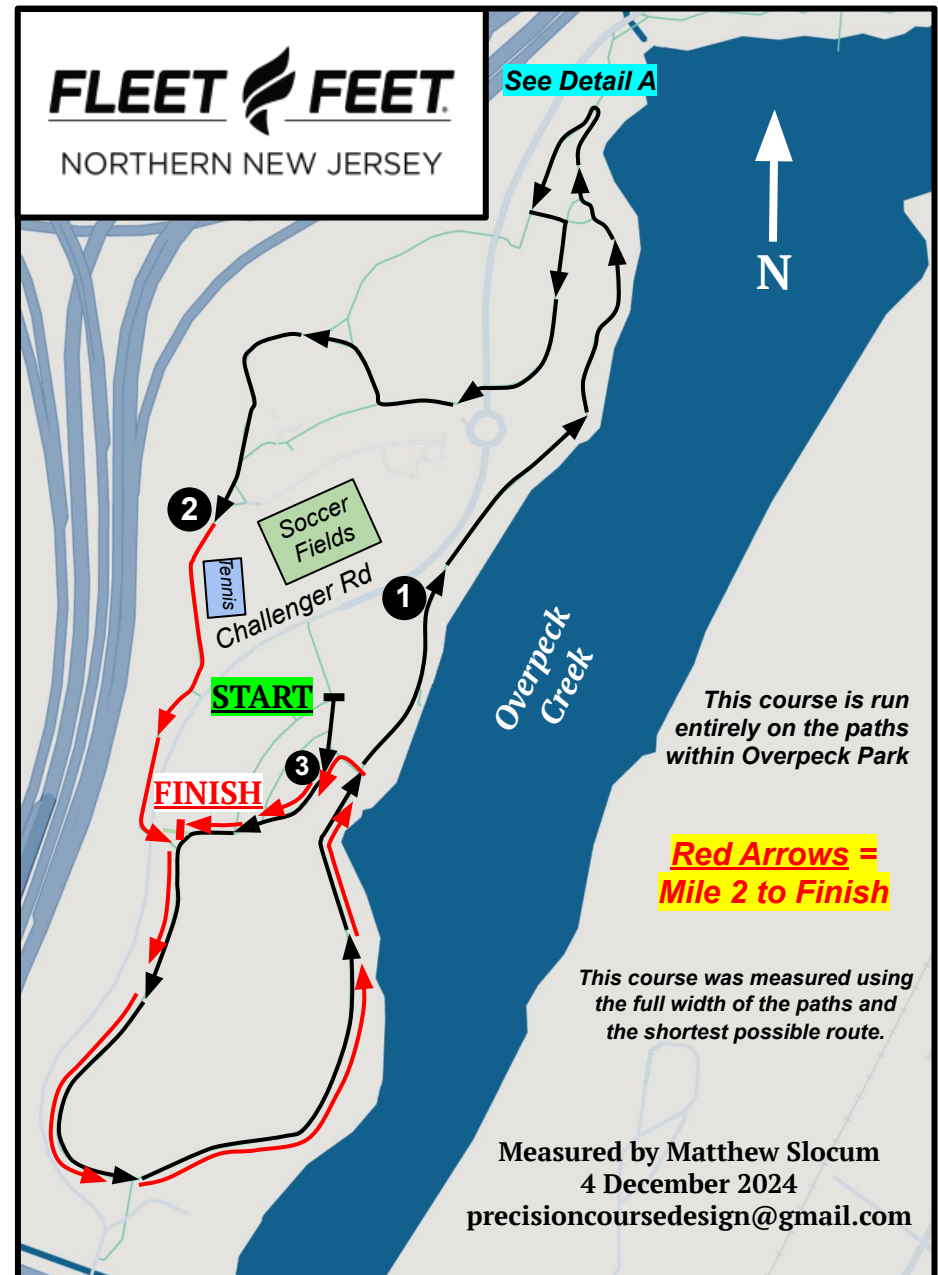 FLEET FEET®
NORTHERN NEW JERSEY
See Detail A
N
2
Soccer
Fields
Tennis
Challenger Rd
1
Overpeck
Creek
START
This course is run
entirely on the paths
within Overpeck Park
3
FINISH
Red Arrows =
Mile 2 to Finish
This course was measured using
the full width of the paths and
the shortest possible route.
Measured by Matthew Slocum
4 December 2024
precisioncoursedesign@gmail.com